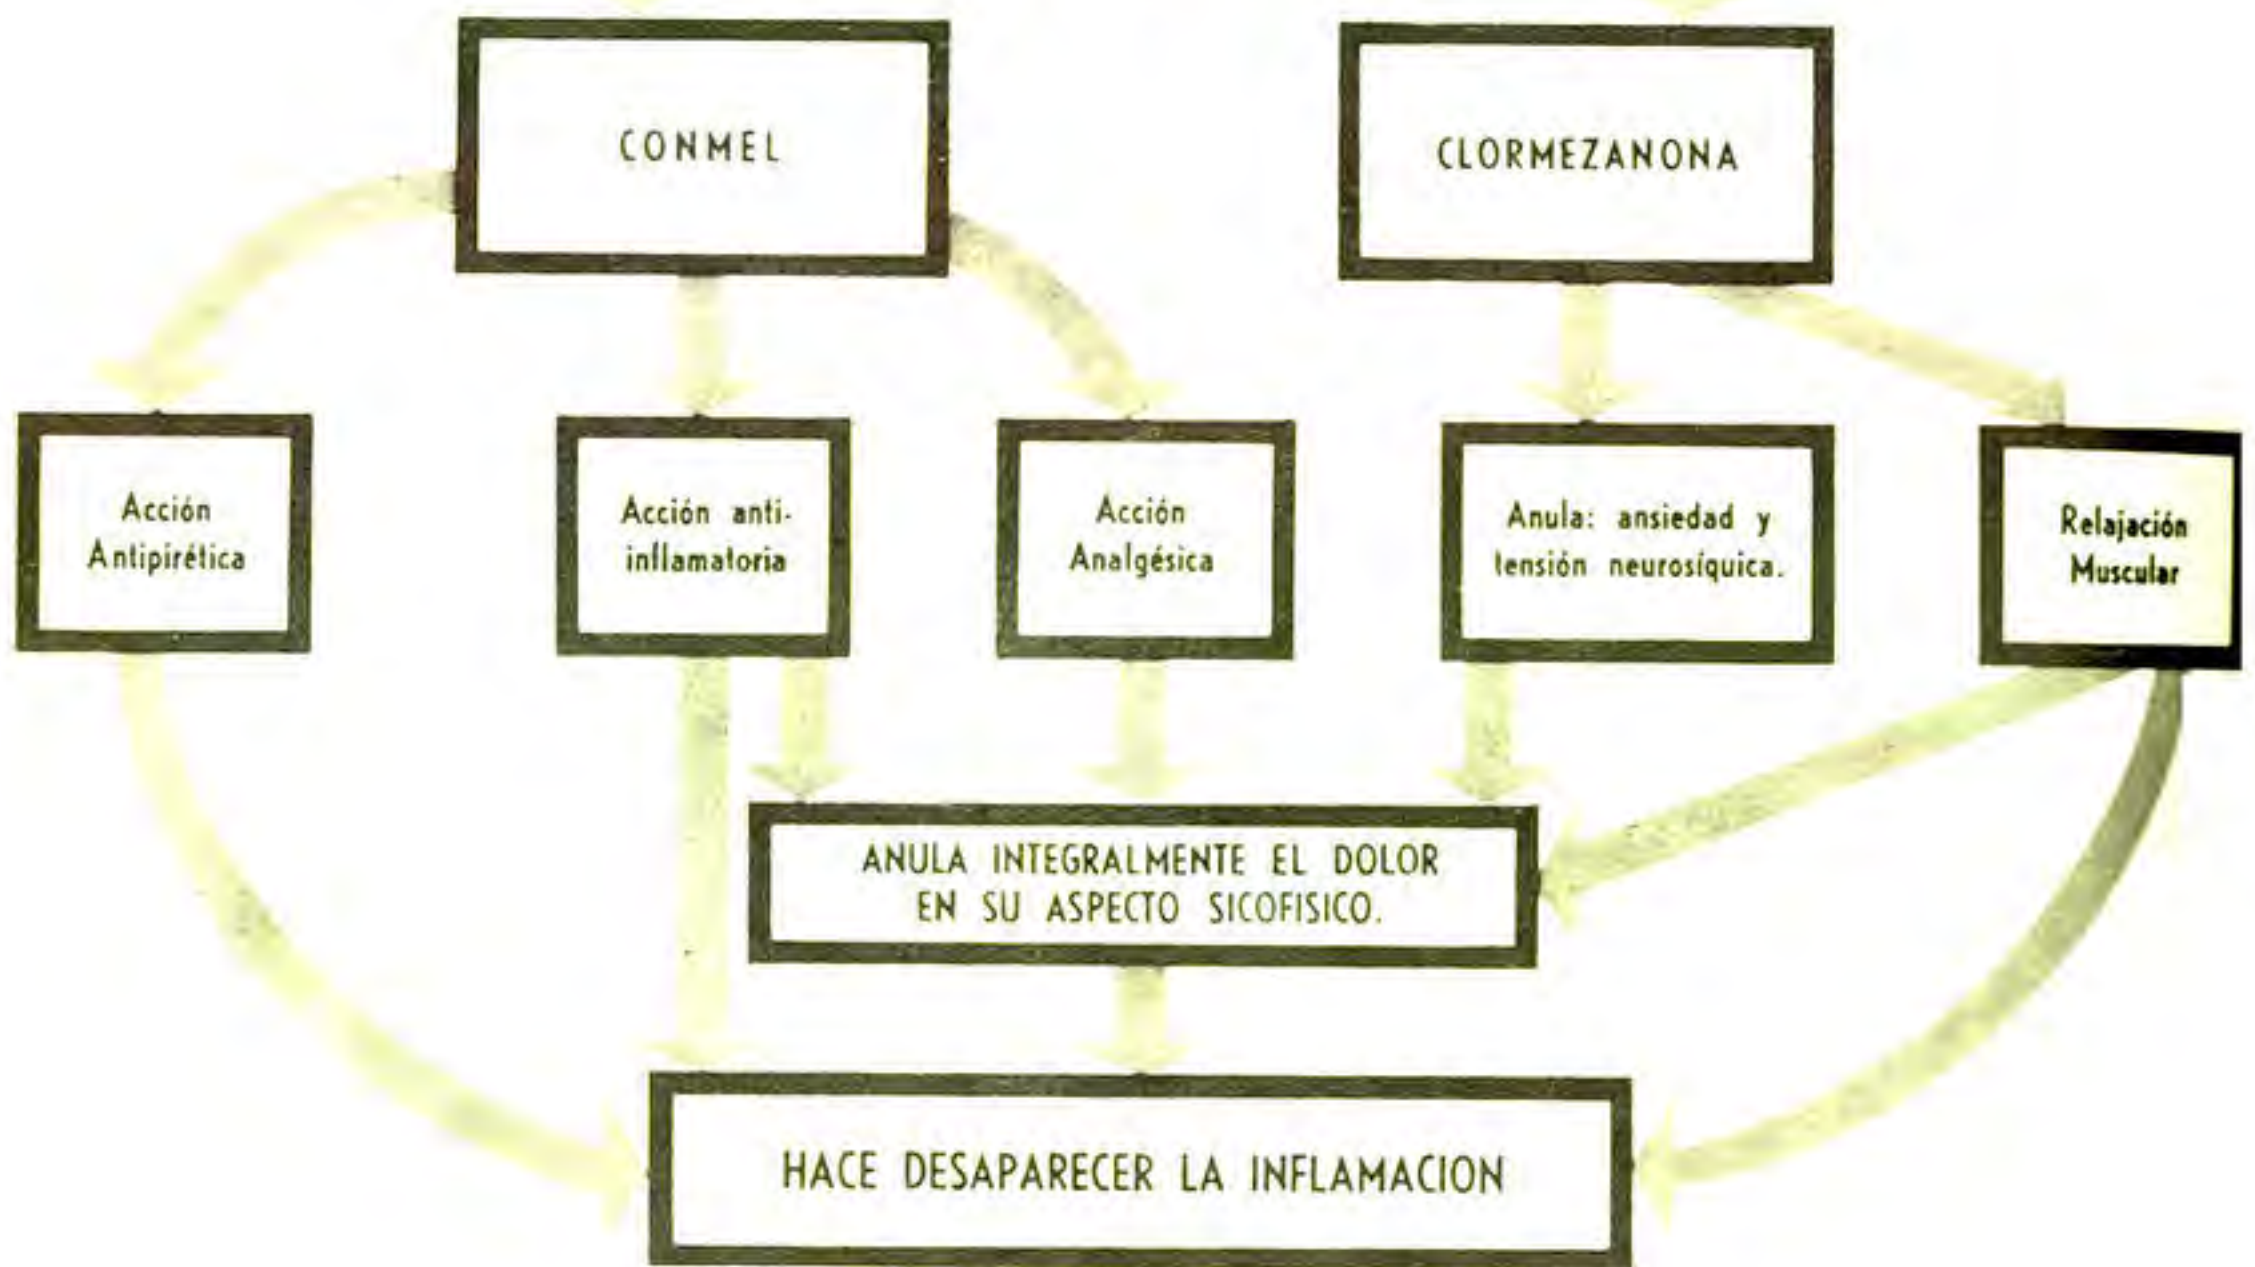 CONMEL
CLORMEZANONA
Acción
Antipirética
Acción anti-
inflamatoria
Acción
Analgésica
Anula: ansiedad y
tensión neurosíquica.
Relajación
Muscular
ANULA INTEGRALMENTE EL DOLOR
EN SU ASPECTO SICOFISICO.
HACE DESAPARECER LA INFLAMACION